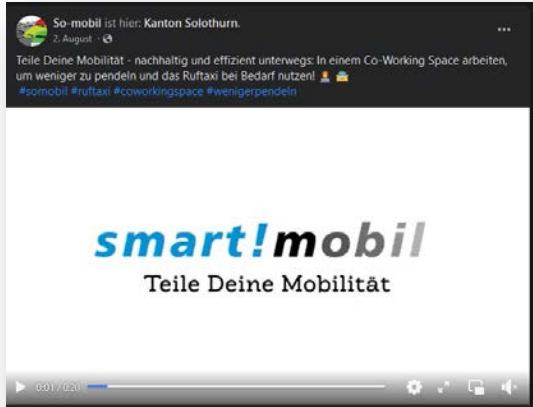 So-mobil ist hier: Kanton Solothurn.
2. August ·
Teile Deine Mobilität - nachhaltig und effizient unterwegs: In einem Co-Working Space arbeiten,
um weniger zu pendeln und das Ruftaxi bei Bedarf nutzen!
#somobil #ruftaxi #coworkingspace #wenigerpendeln
smart!mobil
Teile Deine Mobilität
0:01 / 0:20